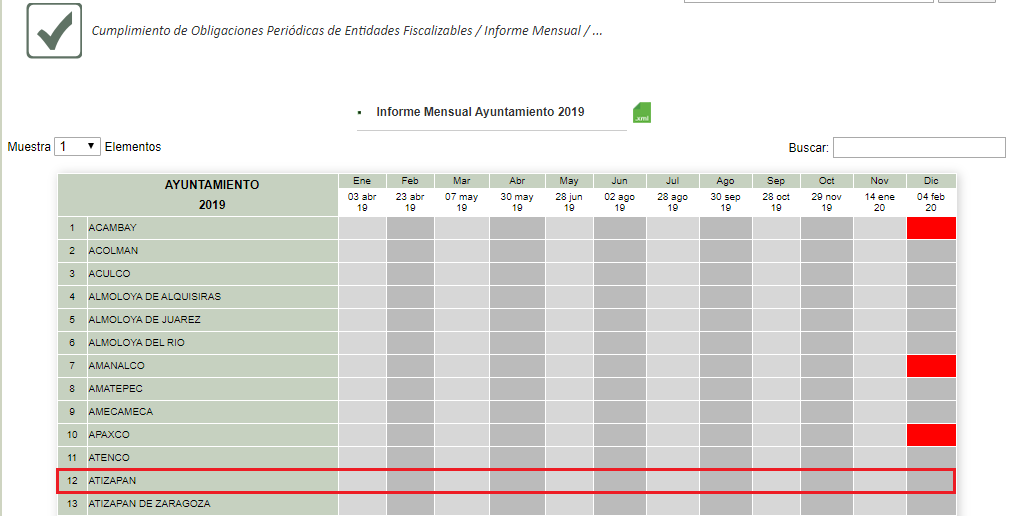 Cumplimiento de Obligaciones Periódicas de Entidades Fiscalizables / Informe Mensual / ...
▪ Informe Mensual Ayuntamiento 2019 .xml
Muestra 1 ▼ Elementos Buscar:
AYUNTAMIENTO 2019 Ene Feb Mar Abr May Jun Jul Ago Sep Oct Nov Dic
03 abr 19 23 abr 19 07 may 19 30 may 19 28 jun 19 02 ago 19 28 ago 19 30 sep 19 28 oct 19 29 nov 19 14 ene 20 04 feb 20
1 ACAMBAY
2 ACOLMAN
3 ACULCO
4 ALMOLOYA DE ALQUISIRAS
5 ALMOLOYA DE JUAREZ
6 ALMOLOYA DEL RIO
7 AMANALCO
8 AMATEPEC
9 AMECAMECA
10 APAXCO
11 ATENCO
12 ATIZAPAN
13 ATIZAPAN DE ZARAGOZA